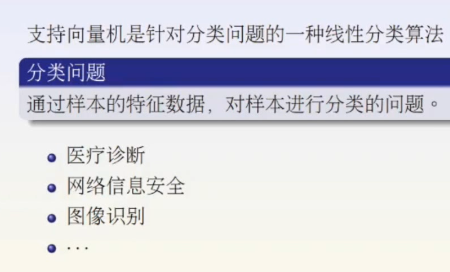 支持向量机是针对分类问题的一种线性分类算法
分类问题
通过样本的特征数据，对样本进行分类的问题。
医疗诊断
网络信息安全
图像识别
···